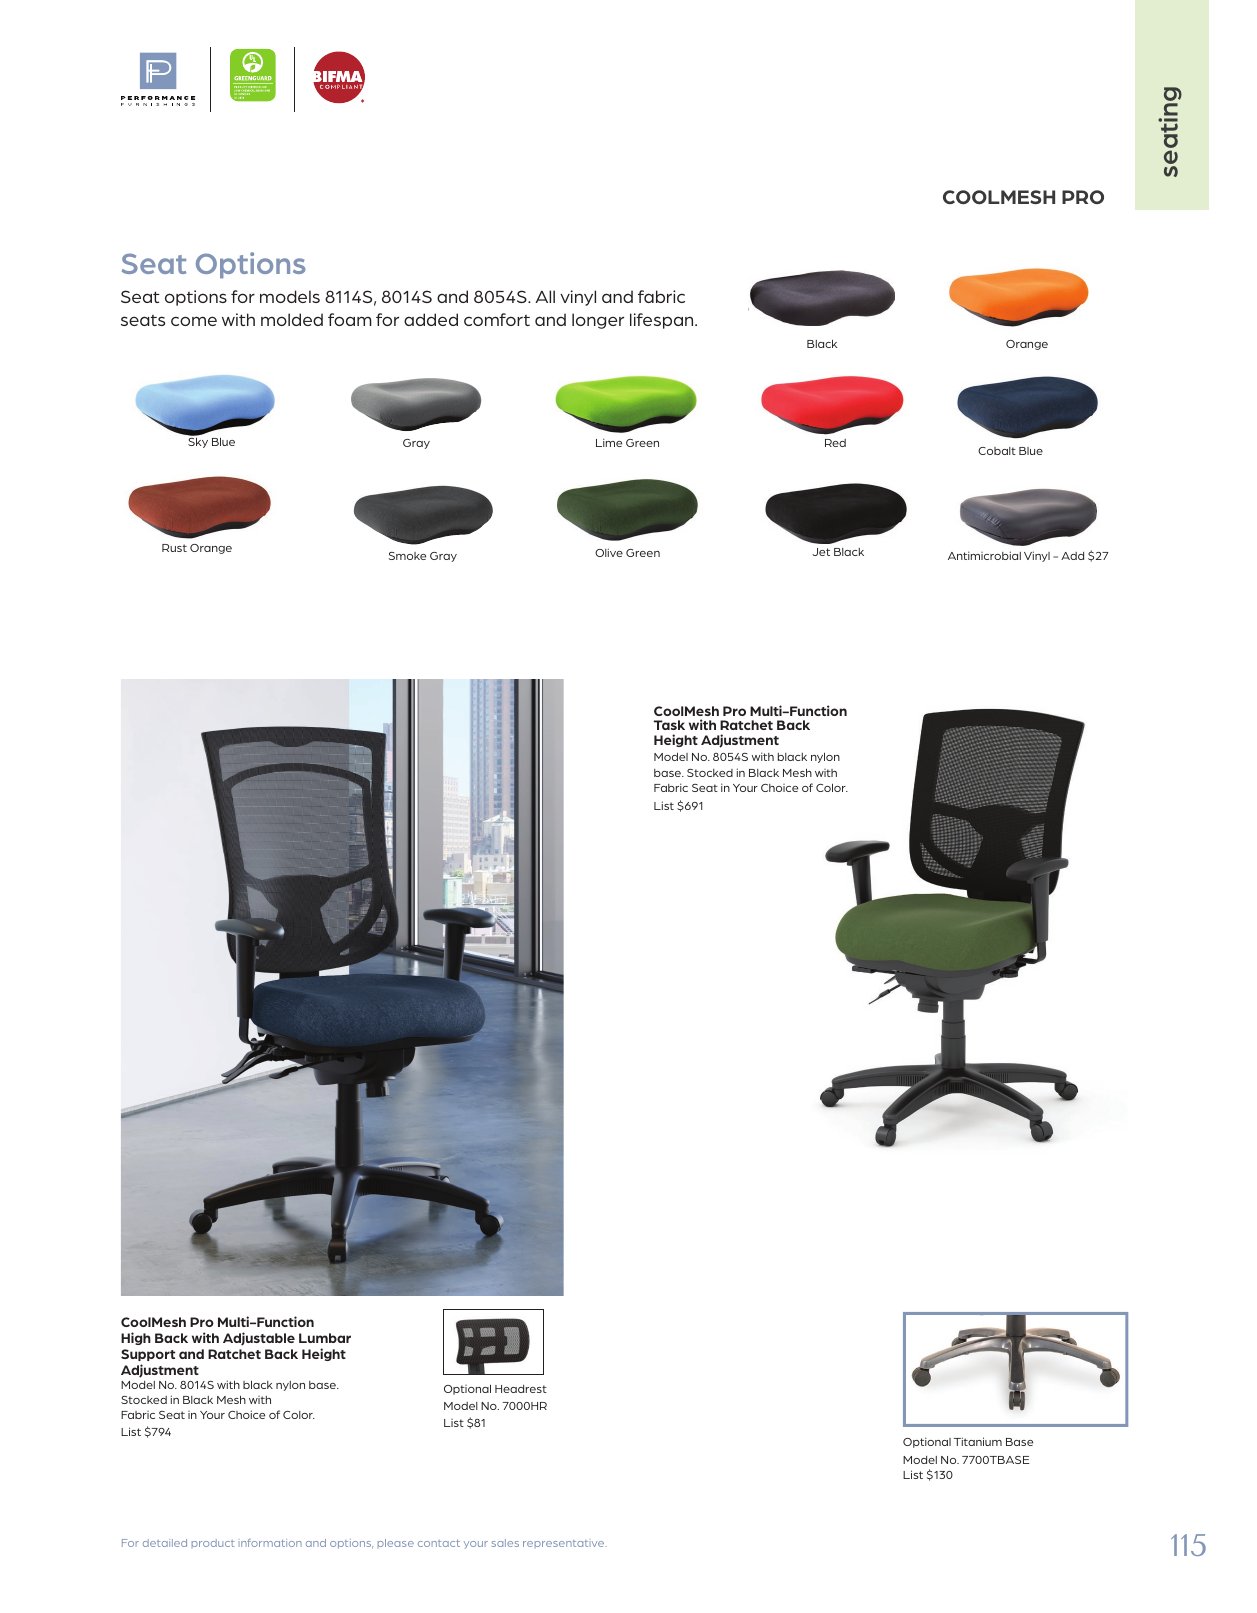 PERFORMANCE
FURNISHINGS
GREENGUARD
BIFMA
COMPLIANT
seating
COOLMESH PRO
Seat Options
Seat options for models 8114S, 8014S and 8054S. All vinyl and fabric
seats come with molded foam for added comfort and longer lifespan.
Black
Orange
Sky Blue
Gray
Lime Green
Red
Cobalt Blue
Rust Orange
Smoke Gray
Olive Green
Jet Black
Antimicrobial Vinyl - Add $27
CoolMesh Pro Multi-Function
Task with Ratchet Back
Height Adjustment
Model No. 8054S with black nylon
base. Stocked in Black Mesh with
Fabric Seat in Your Choice of Color.
List $691
CoolMesh Pro Multi-Function
High Back with Adjustable Lumbar
Support and Ratchet Back Height
Adjustment
Model No. 8014S with black nylon base.
Stocked in Black Mesh with
Fabric Seat in Your Choice of Color.
List $794
Optional Headrest
Model No. 7000HR
List $81
Optional Titanium Base
Model No. 7700TBASE
List $130
For detailed product information and options, please contact your sales representative.
115